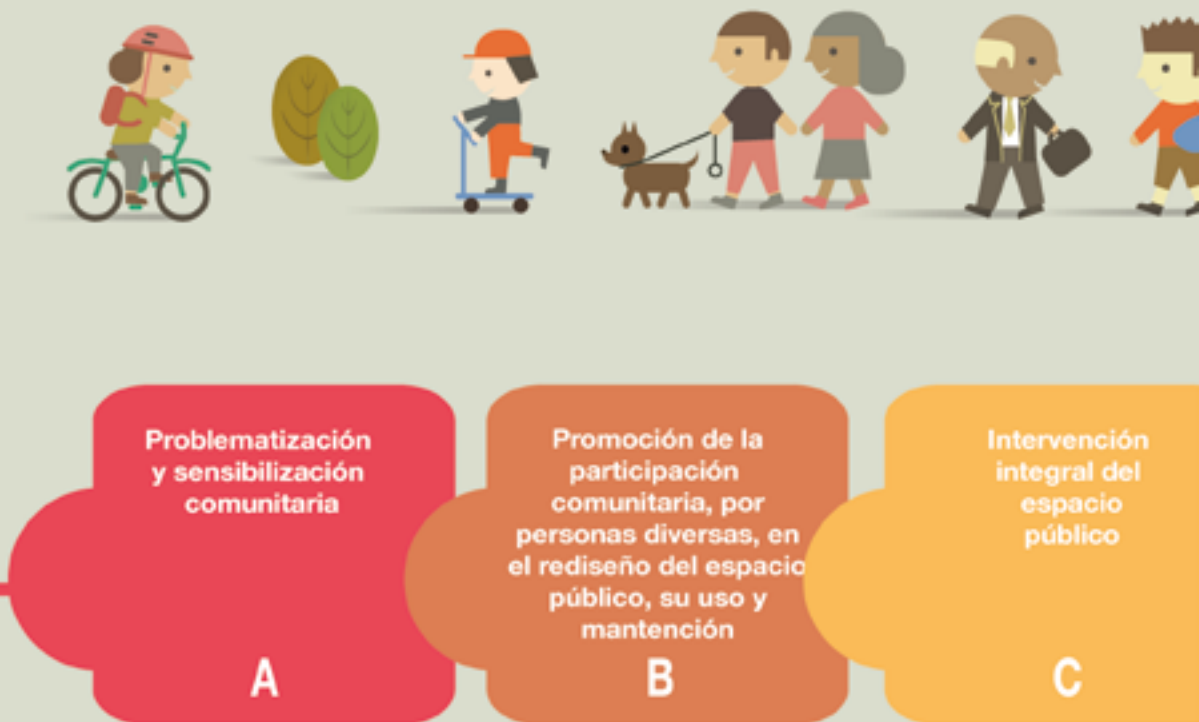 Problematización
y sensibilización
comunitaria
A
Promoción de la
participación
comunitaria, por
personas diversas, en
el rediseño del espacio
público, su uso y
mantención
B
Intervención
integral del
espacio
público
C